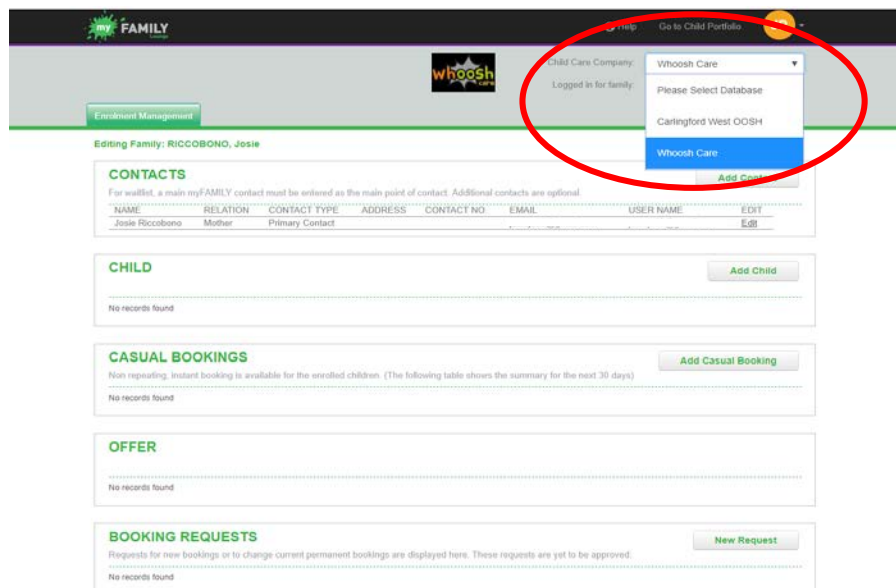 my FAMILY
Lounge
Help Go to Child Portfolio
whoosh
care
Child Care Company: Whoosh Care
Logged in for family:
Please Select Database
Carlingford West OOSH
Whoosh Care
Enrolment Management
Editing Family: RICCOBONO, Josie
CONTACTS
Add
For waitlist, a main myFAMILY contact must be entered as the main point of contact. Additional contacts are optional.
NAME RELATION CONTACT TYPE ADDRESS CONTACT NO EMAIL USER NAME EDIT
Josie Riccobono Mother Primary Contact Edit
CHILD
Add Child
No records found
CASUAL BOOKINGS
Add Casual Booking
Non repeating, instant booking is available for the enrolled children. (The following table shows the summary for the next 30 days)
No records found
OFFER
No records found
BOOKING REQUESTS
New Request
Requests for new bookings or to change current permanent bookings are displayed here. These requests are yet to be approved.
No records found